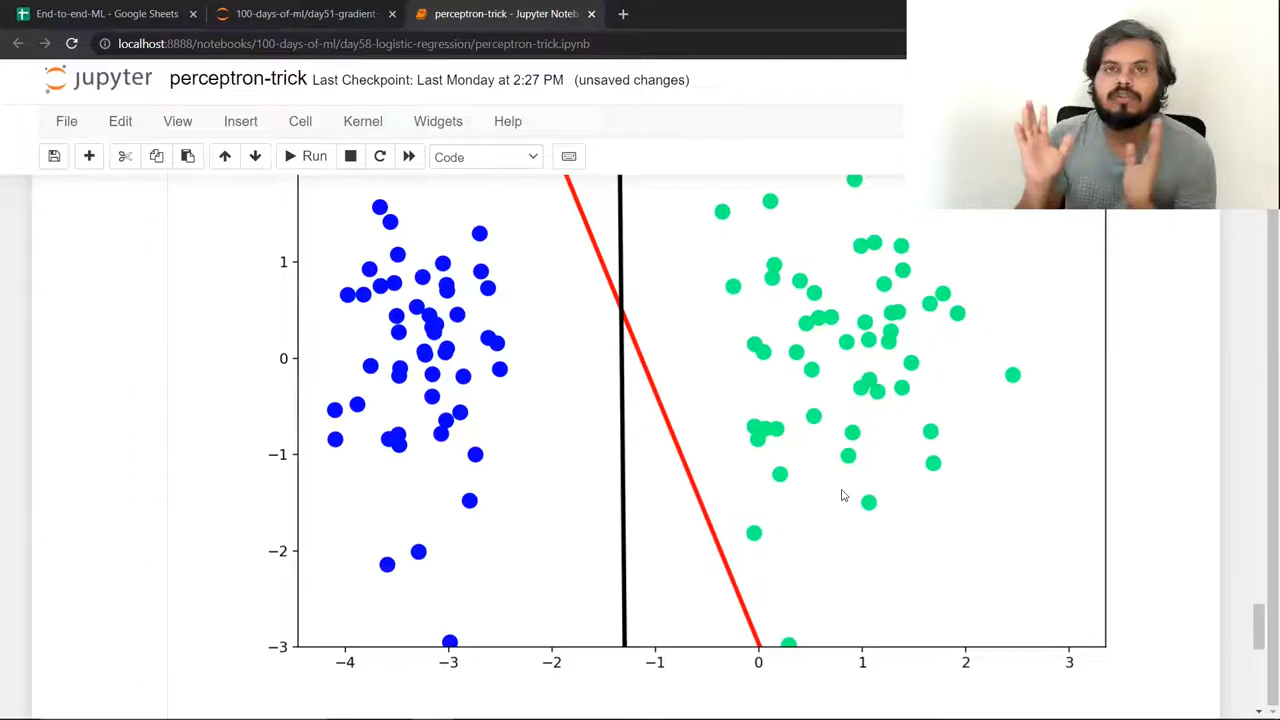 End-to-end-ML - Google Sheets
100-days-of-ml/day51-gradient
perceptron-trick - Jupyter Noteb
localhost:8888/notebooks/100-days-of-ml/day58-logistic-regression/perceptron-trick.ipynb
jupyter perceptron-trick Last Checkpoint: Last Monday at 2:27 PM (unsaved changes)
File Edit View Insert Cell Kernel Widgets Help
Run Code
1
0
−1
−2
−3
−4 −3 −2 −1 0 1 2 3